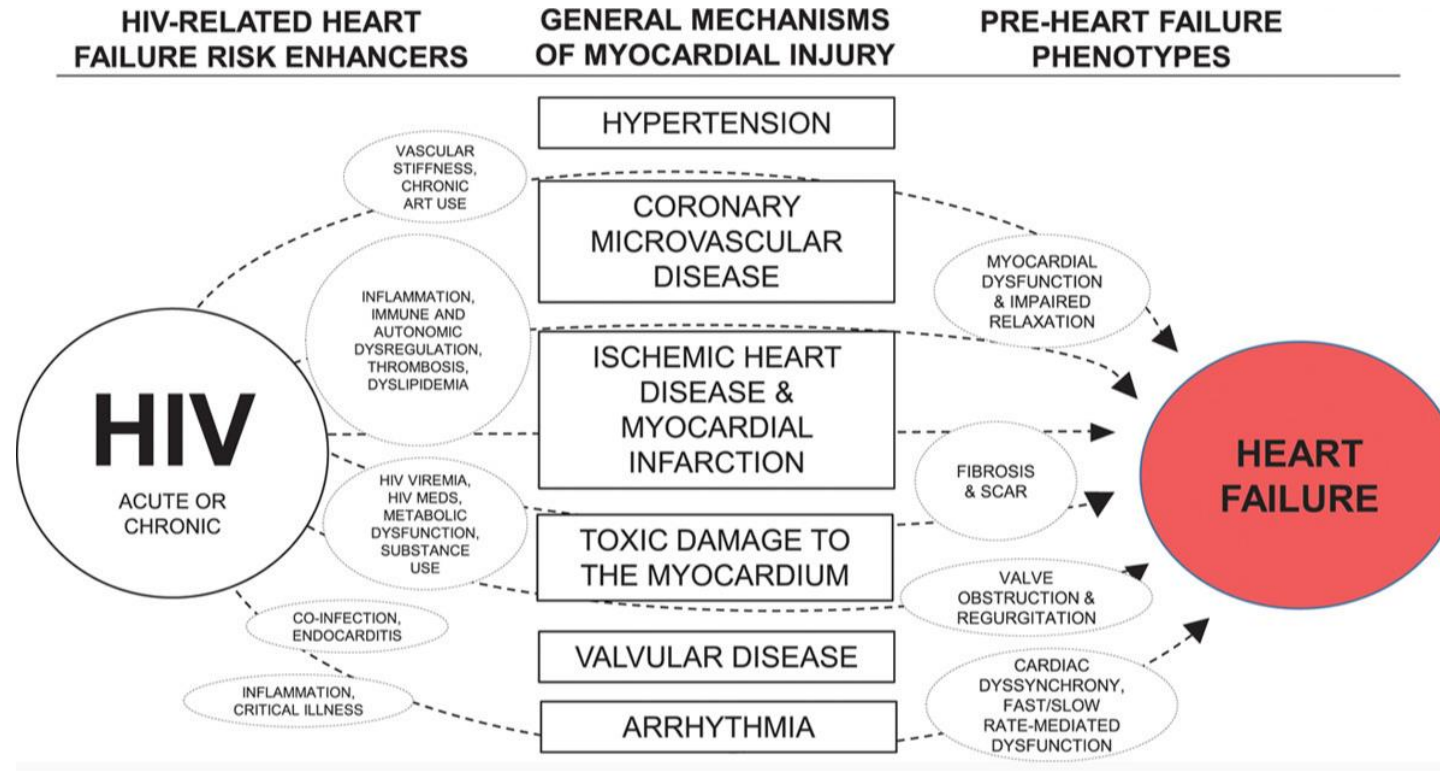 HIV-RELATED HEART
FAILURE RISK ENHANCERS
GENERAL MECHANISMS
OF MYOCARDIAL INJURY
PRE-HEART FAILURE
PHENOTYPES
HIV
ACUTE OR
CHRONIC
VASCULAR
STIFFNESS,
CHRONIC
ART USE
INFLAMMATION,
IMMUNE AND
AUTONOMIC
DYSREGULATION,
THROMBOSIS,
DYSLIPIDEMIA
HIV VIREMIA,
HIV MEDS,
METABOLIC
DYSFUNCTION,
SUBSTANCE
USE
CO-INFECTION,
ENDOCARDITIS
INFLAMMATION,
CRITICAL ILLNESS
HYPERTENSION
CORONARY
MICROVASCULAR
DISEASE
ISCHEMIC HEART
DISEASE &
MYOCARDIAL
INFARCTION
TOXIC DAMAGE TO
THE MYOCARDIUM
VALVULAR DISEASE
ARRHYTHMIA
MYOCARDIAL
DYSFUNCTION
& IMPAIRED
RELAXATION
FIBROSIS
& SCAR
VALVE
OBSTRUCTION &
REGURGITATION
CARDIAC
DYSSYNCHRONY,
FAST/SLOW
RATE-MEDIATED
DYSFUNCTION
HEART
FAILURE